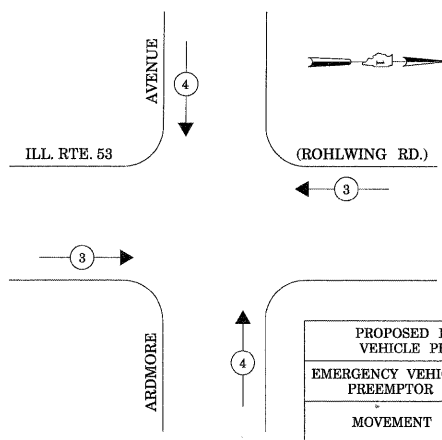 AVENUE
4
ILL. RTE. 53
(ROHLWING RD.)
3
3
ARDMORE
4
PROPOSED
VEHICLE
EMERGENCY
PREEMPTOR
MOVEMENT